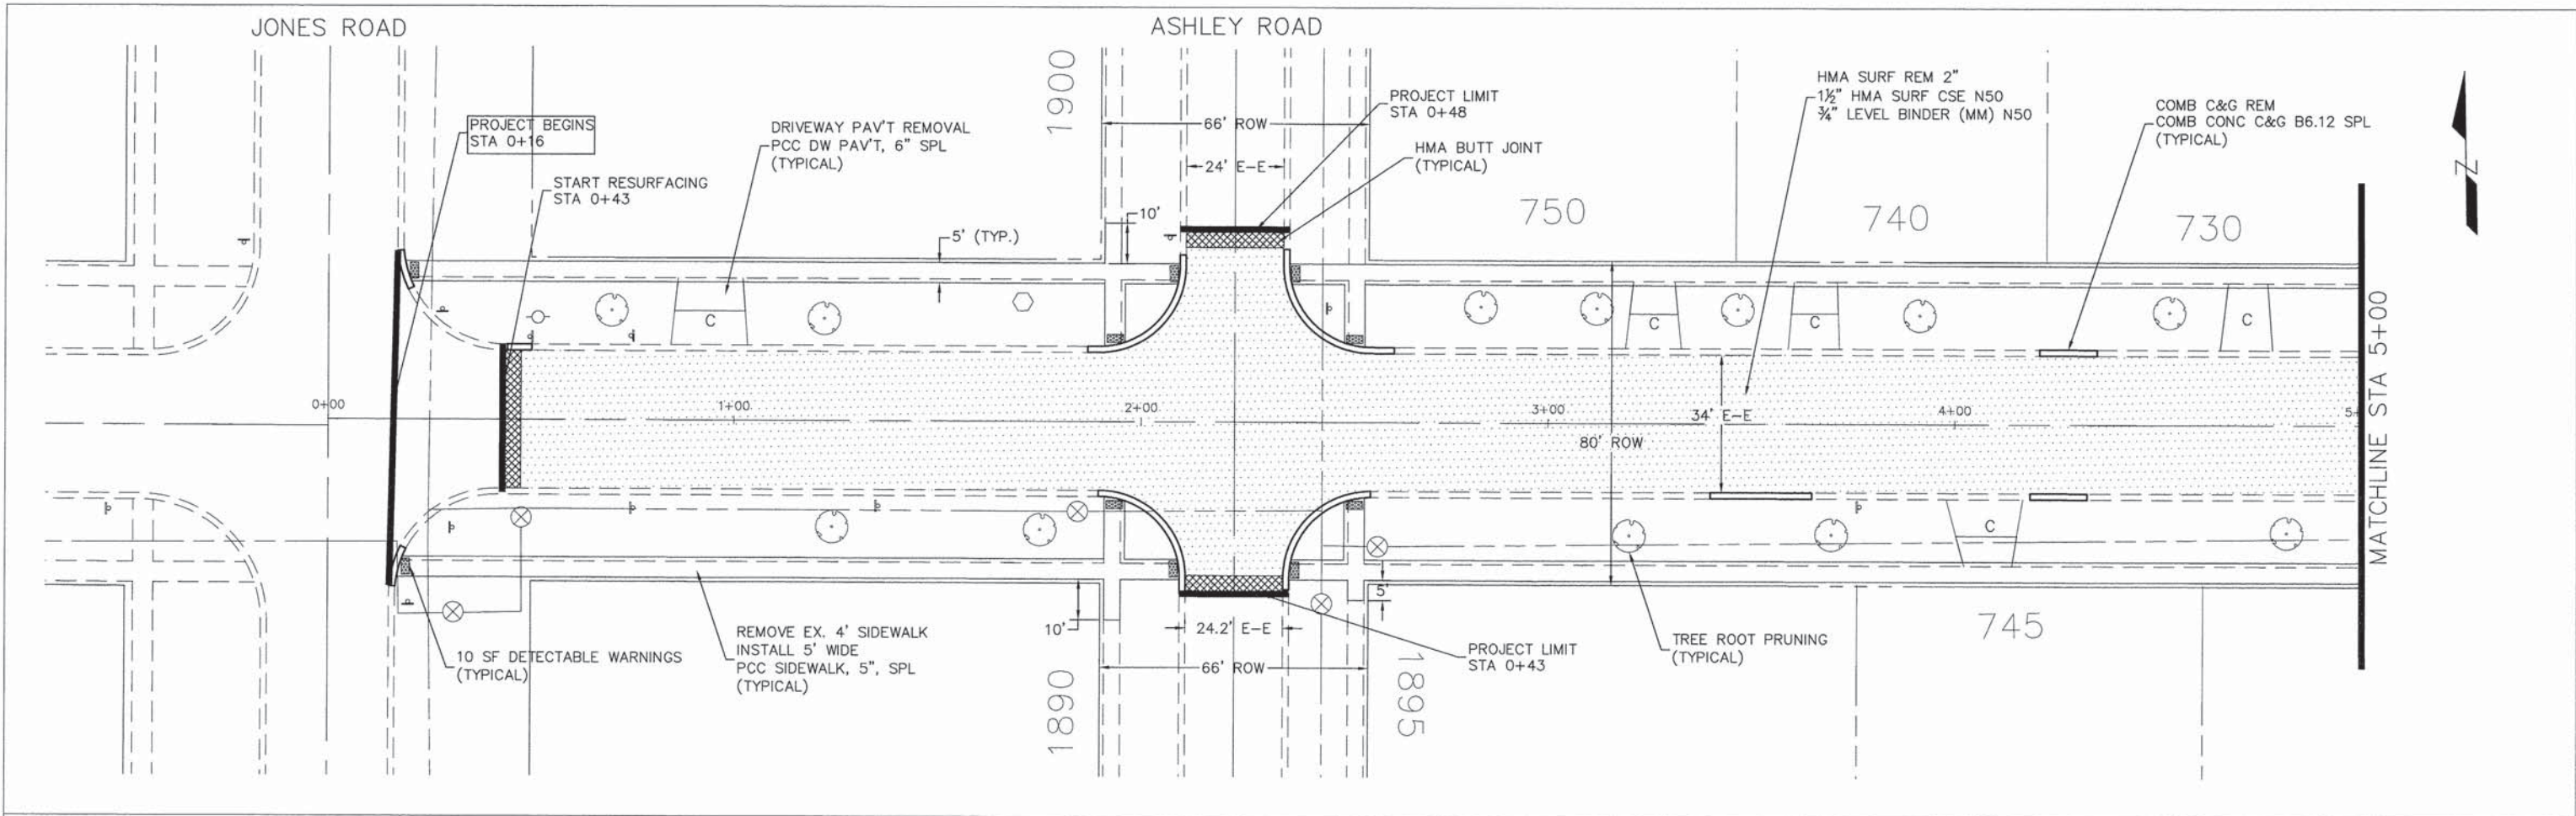 JONES ROAD
ASHLEY ROAD
1900
PROJECT BEGINS
STA 0+16
START RESURFACING
STA 0+43
DRIVEWAY PAV'T REMOVAL
PCC DW PAV'T, 6" SPL
(TYPICAL)
66' ROW
24' E-E
PROJECT LIMIT
STA 0+48
HMA BUTT JOINT
(TYPICAL)
HMA SURF REM 2"
1½" HMA SURF CSE N50
¾" LEVEL BINDER (MM) N50
COMB C&G REM
COMB CONC C&G B6.12 SPL
(TYPICAL)
N
10'
5' (TYP.)
750
740
730
C
C
C
C
0+00
1+00
2+00
3+00
4+00
5+
34' E-E
80' ROW
MATCHLINE STA 5+00
C
10 SF DETECTABLE WARNINGS
(TYPICAL)
REMOVE EX. 4' SIDEWALK
INSTALL 5' WIDE
PCC SIDEWALK, 5", SPL
(TYPICAL)
10'
24.2' E-E
66' ROW
5'
1890
1895
PROJECT LIMIT
STA 0+43
TREE ROOT PRUNING
(TYPICAL)
745